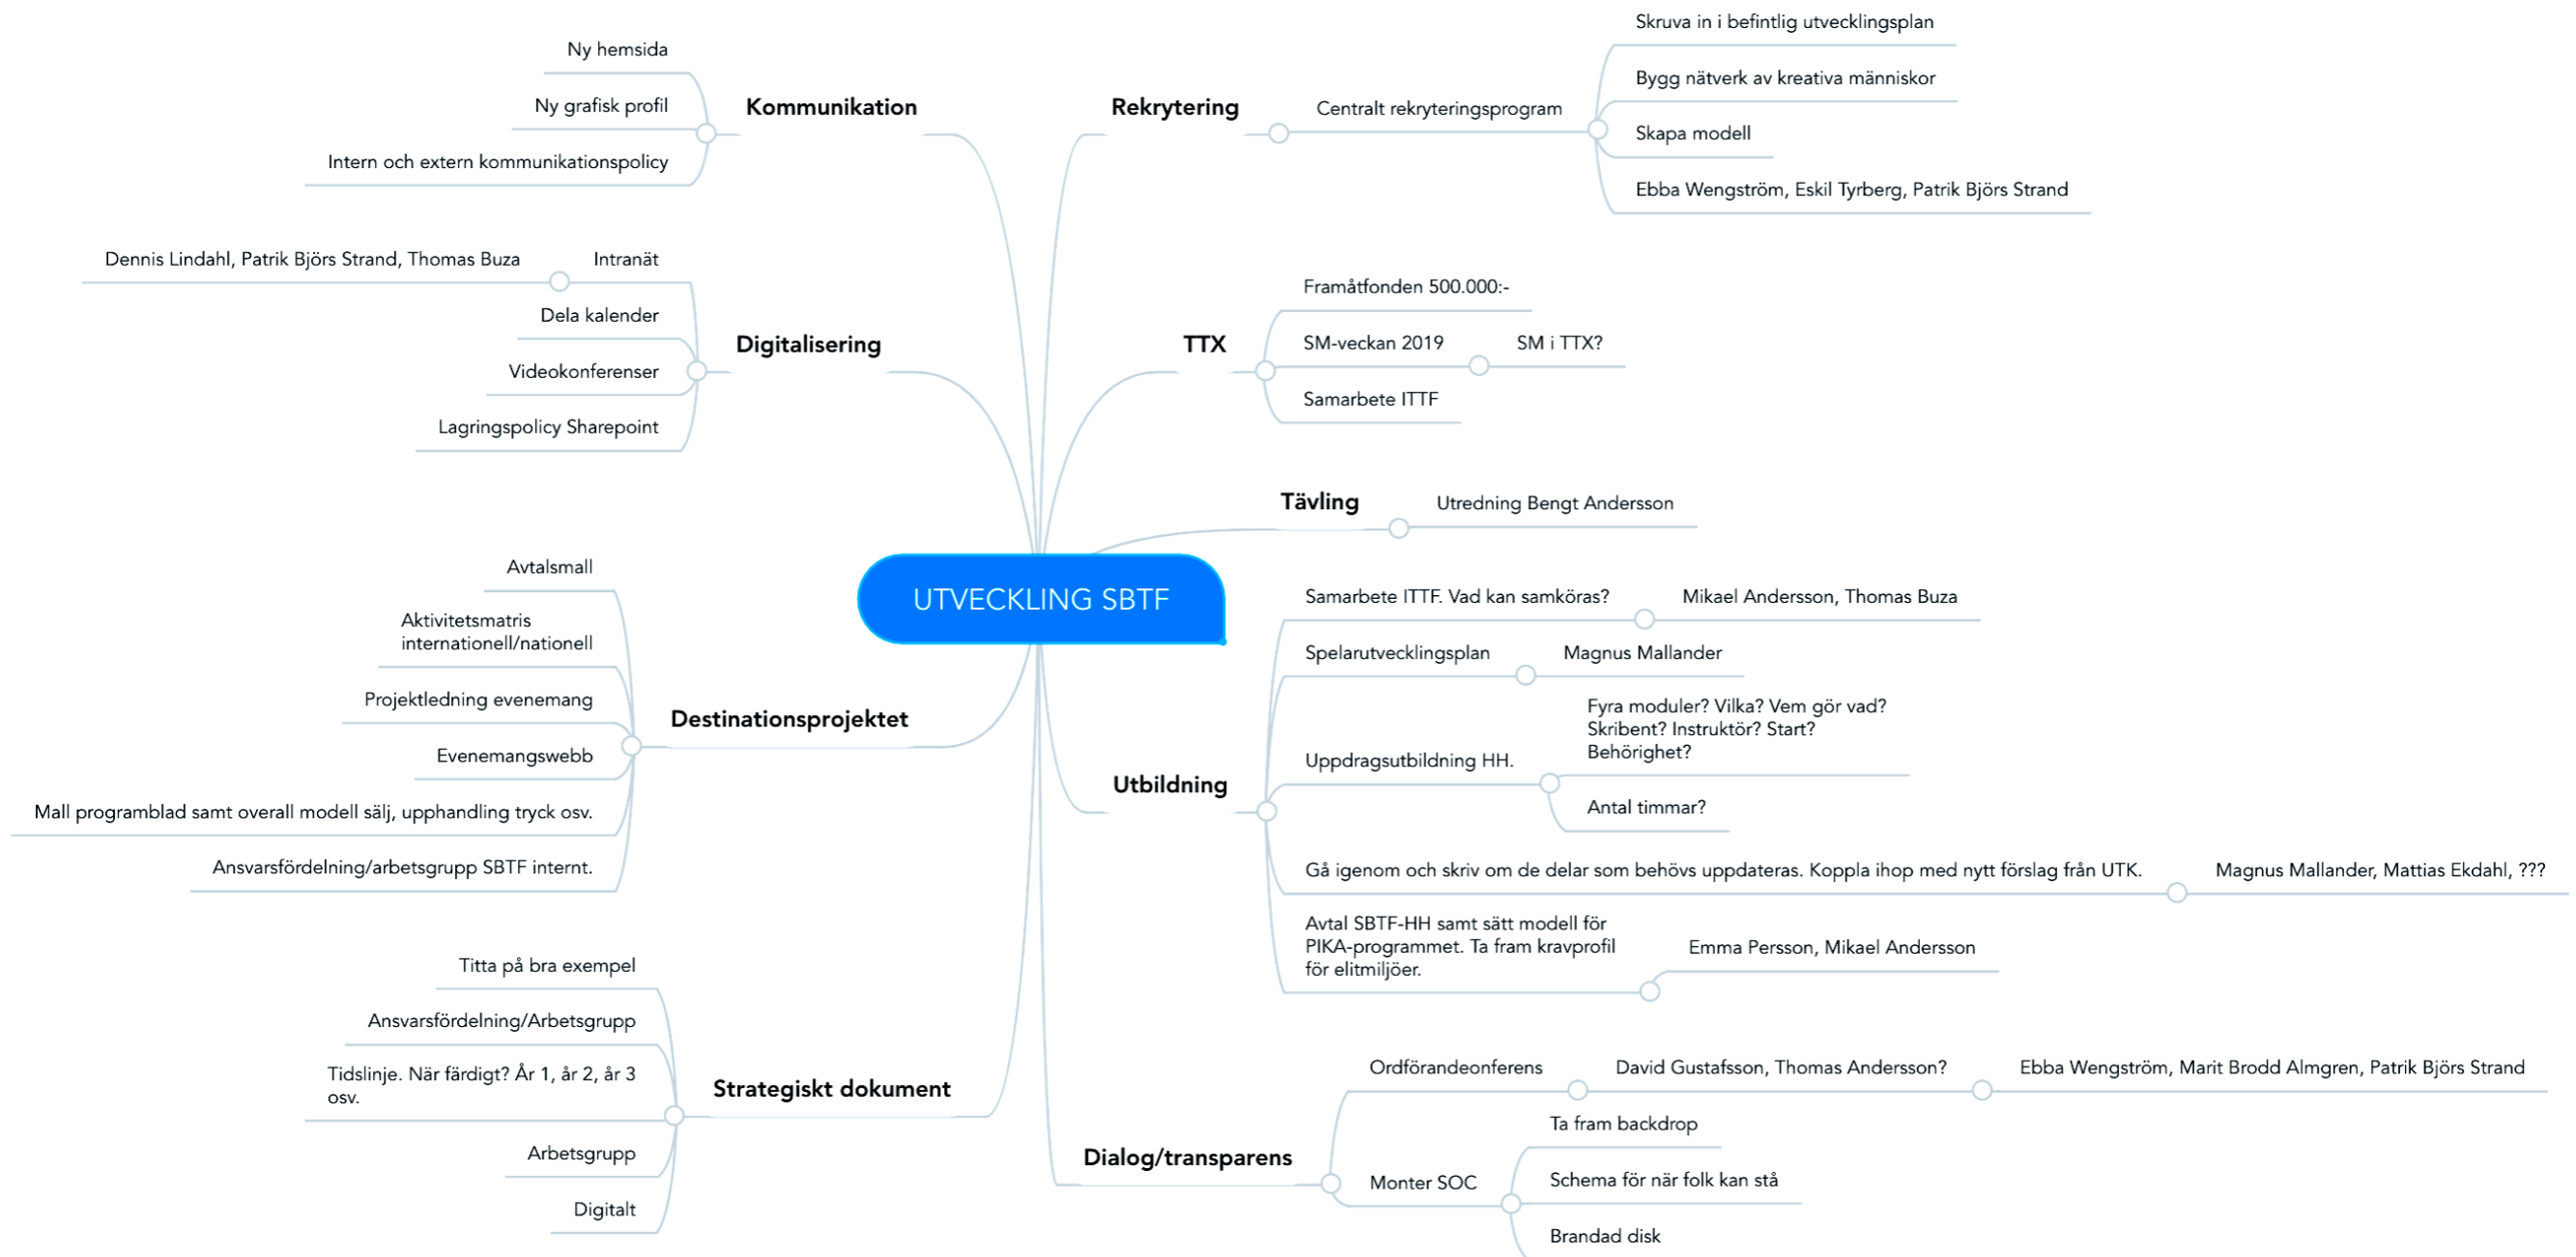 UTVECKLING SBTF
Kommunikation
Ny hemsida
Ny grafisk profil
Intern och extern kommunikationspolicy
Digitalisering
Intranät
Dennis Lindahl, Patrik Björs Strand, Thomas Buza
Dela kalender
Videokonferenser
Lagringspolicy Sharepoint
Destinationsprojektet
Avtalsmall
Aktivitetsmatris
internationell/nationell
Projektledning evenemang
Evenemangswebb
Mall programblad samt overall modell sälj, upphandling tryck osv.
Ansvarsfördelning/arbetsgrupp SBTF internt.
Strategiskt dokument
Titta på bra exempel
Ansvarsfördelning/Arbetsgrupp
Tidslinje. När färdigt? År 1, år 2, år 3
osv.
Arbetsgrupp
Digitalt
Rekrytering
Centralt rekryteringsprogram
Skruva in i befintlig utvecklingsplan
Bygg nätverk av kreativa människor
Skapa modell
Ebba Wengström, Eskil Tyrberg, Patrik Björs Strand
TTX
Framåtfonden 500.000:-
SM-veckan 2019
SM i TTX?
Samarbete ITTF
Tävling
Utredning Bengt Andersson
Utbildning
Samarbete ITTF. Vad kan samköras?
Mikael Andersson, Thomas Buza
Spelarutvecklingsplan
Magnus Mallander
Uppdragsutbildning HH.
Fyra moduler? Vilka? Vem gör vad?
Skribent? Instruktör? Start?
Behörighet?
Antal timmar?
Gå igenom och skriv om de delar som behövs uppdateras. Koppla ihop med nytt förslag från UTK.
Magnus Mallander, Mattias Ekdahl, ???
Avtal SBTF-HH samt sätt modell för
PIKA-programmet. Ta fram kravprofil
för elitmiljöer.
Emma Persson, Mikael Andersson
Dialog/transparens
Ordförandeonferens
David Gustafsson, Thomas Andersson?
Ebba Wengström, Marit Brodd Almgren, Patrik Björs Strand
Monter SOC
Ta fram backdrop
Schema för när folk kan stå
Brandad disk